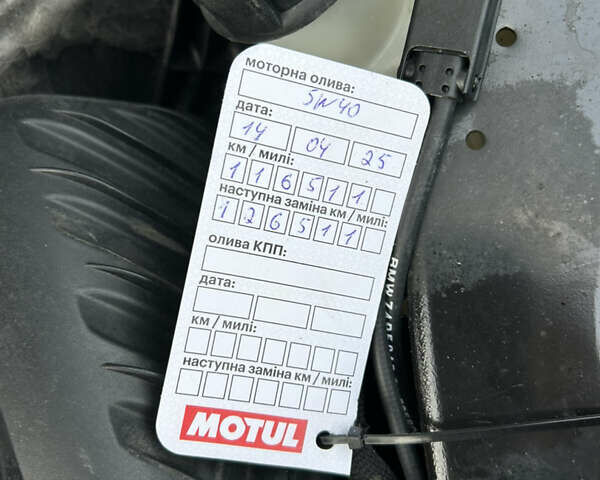 моторна олива:
5W40
дата:
14 04 25
км / милі:
116511
наступна заміна км / милі:
126511
олива КПП:
дата:
км / милі:
наступна заміна км / милі:
MOTUL
BMW